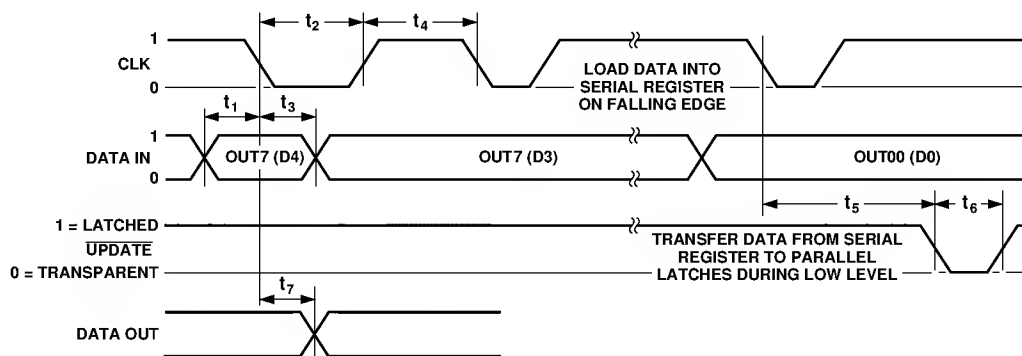 t2
t4
1
CLK
0
LOAD DATA INTO
SERIAL REGISTER
ON FALLING EDGE
t1
t3
1
DATA IN
0
OUT7 (D4)
OUT7 (D3)
OUT00 (D0)
t5
t6
1 = LATCHED
UPDATE
0 = TRANSPARENT
TRANSFER DATA FROM SERIAL
REGISTER TO PARALLEL
LATCHES DURING LOW LEVEL
t7
DATA OUT